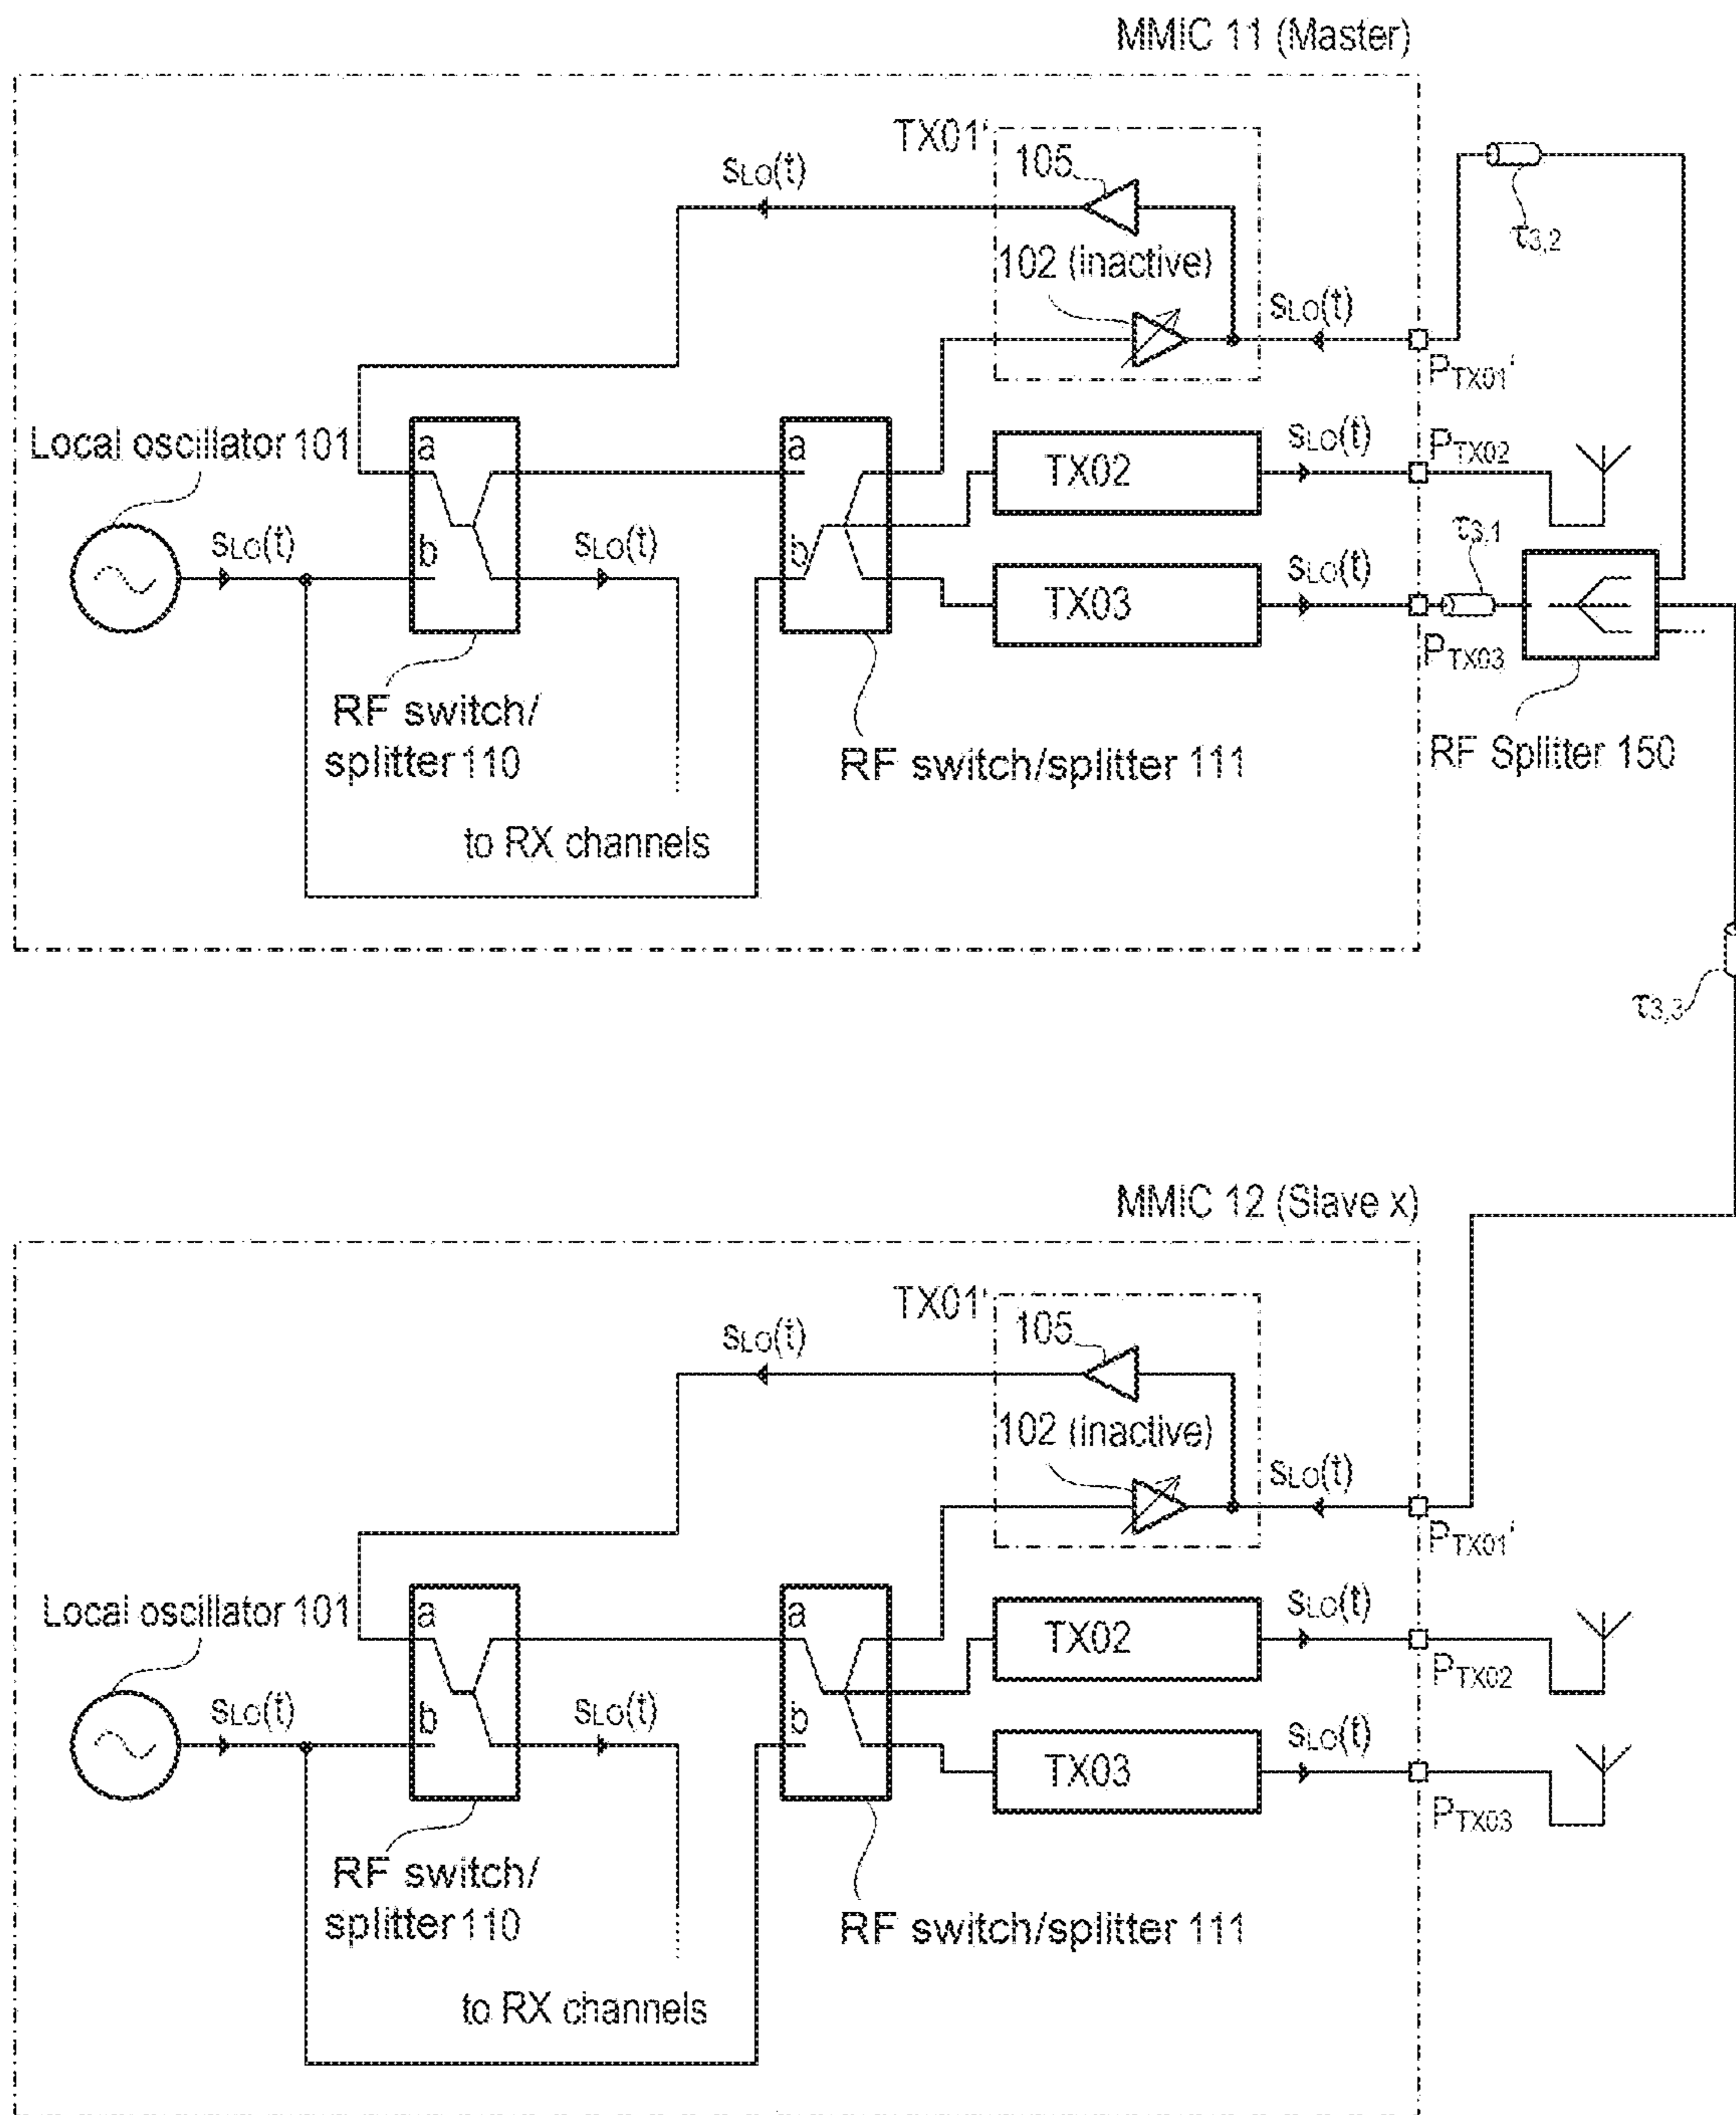 MMIC 11 (Master)
TX01'
105
sLO(t)
τ3,2
102 (inactive)
sLO(t)
PTX01'
Local oscillator 101
a
a
TX02
sLO(t)
PTX02
sLO(t)
b
sLO(t)
b
TX03
sLO(t)
τ3,1
PTX03
RF switch/
splitter 110
RF switch/splitter 111
RF Splitter 150
to RX channels
τ3,3
MMIC 12 (Slave x)
TX01'
105
sLO(t)
102 (inactive)
sLO(t)
PTX01'
Local oscillator 101
a
a
TX02
sLO(t)
PTX02
sLO(t)
b
sLO(t)
b
TX03
sLO(t)
PTX03
RF switch/
splitter 110
RF switch/splitter 111
to RX channels